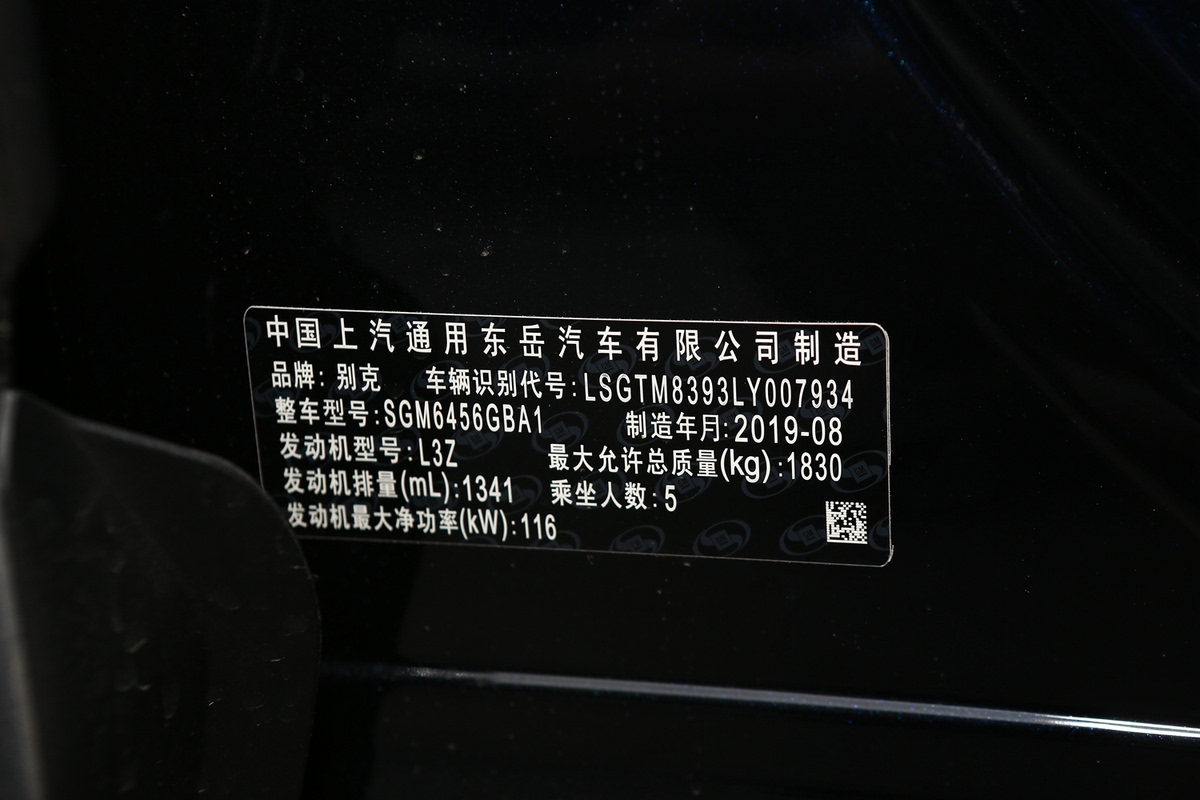 中国上汽通用东岳汽车有限公司制造
品牌: 别克 车辆识别代号: LSGTM8393LY007934
整车型号: SGM6456GBA1 制造年月: 2019-08
发动机型号: L3Z 最大允许总质量(kg): 1830
发动机排量(mL): 1341 乘坐人数: 5
发动机最大净功率(kW): 116